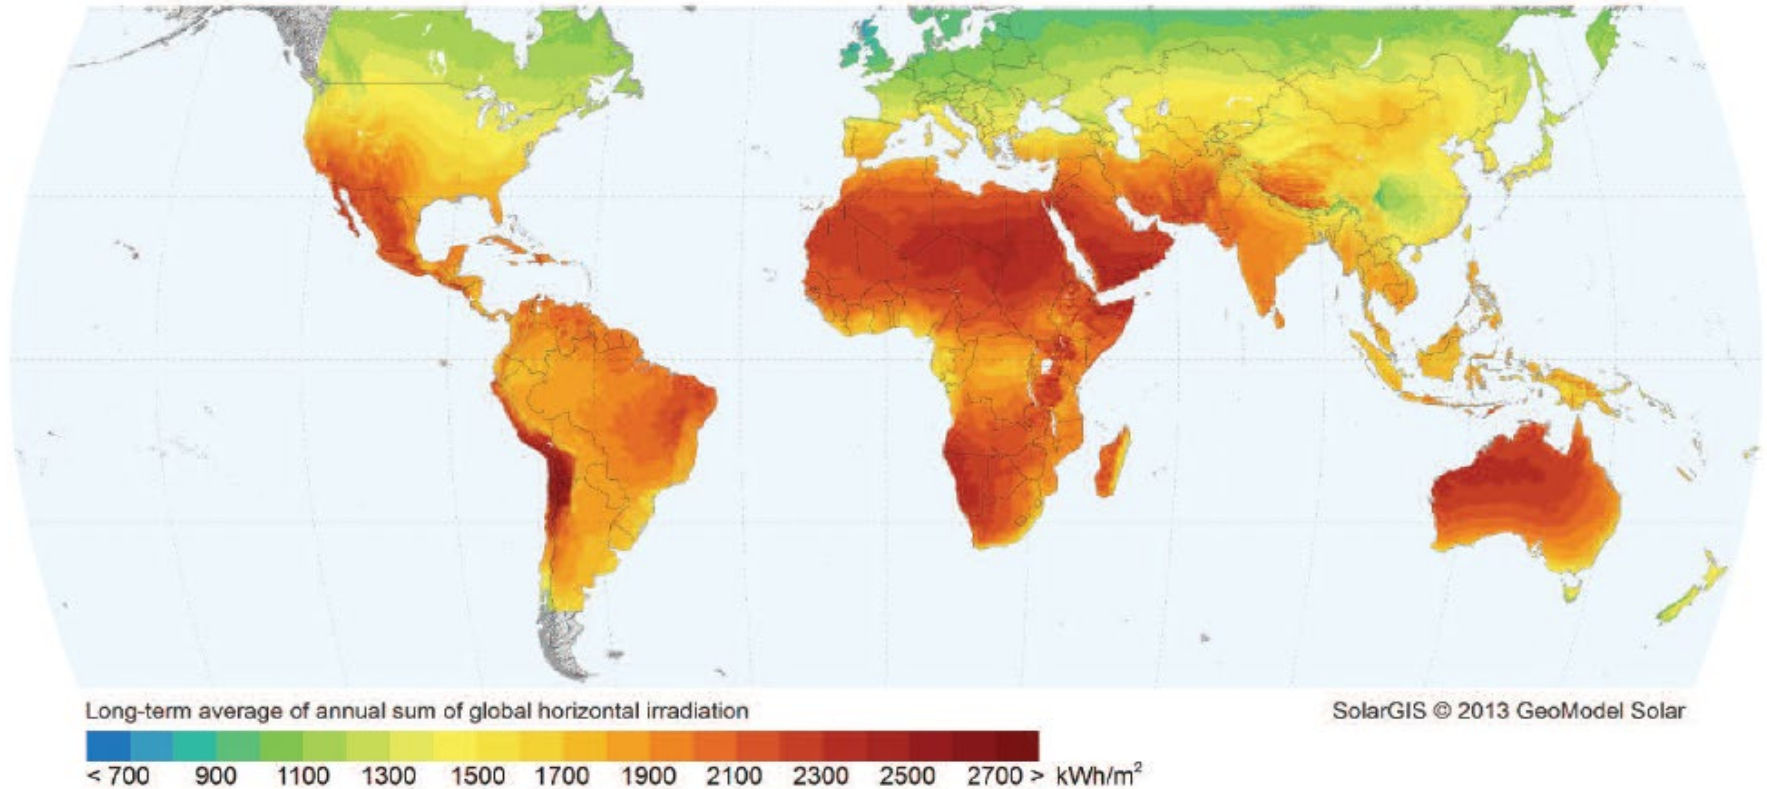 Long-term average of annual sum of global horizontal irradiation
SolarGIS © 2013 GeoModel Solar
< 700 900 1100 1300 1500 1700 1900 2100 2300 2500 2700 > kWh/m²